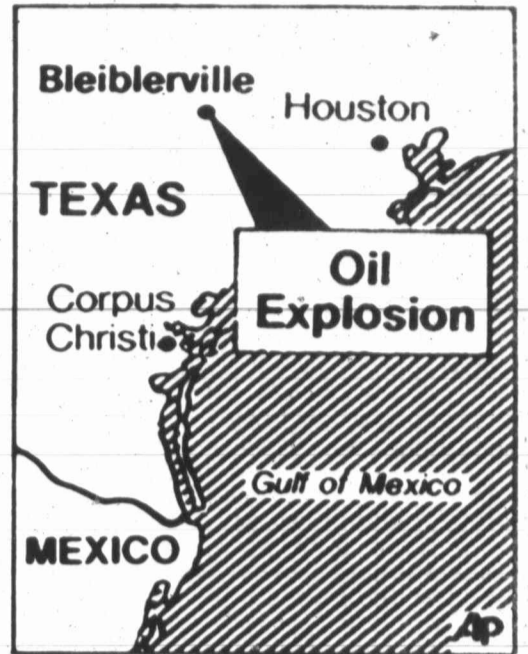 Bleiblerville
Houston
TEXAS
Oil
Explosion
Corpus
Christi
Gulf of Mexico
MEXICO
Ap